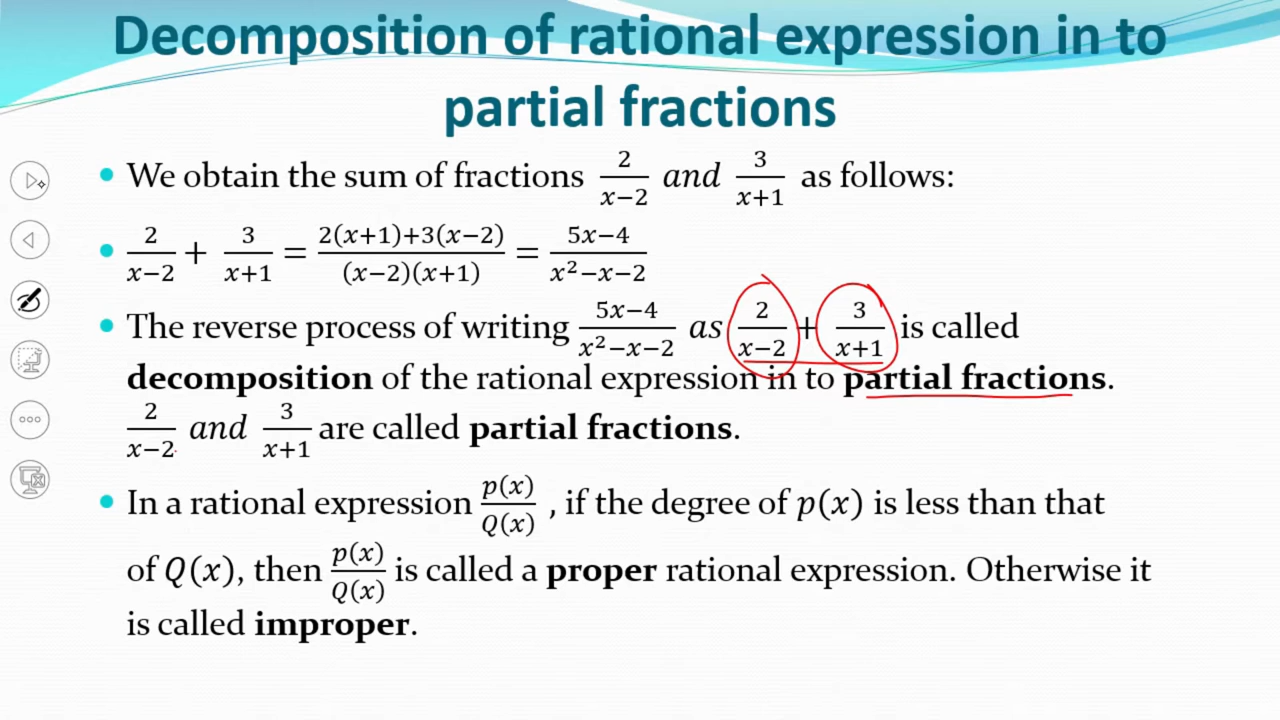 Decomposition of rational expression in to
partial fractions
• We obtain the sum of fractions 2/(x−2) and 3/(x+1) as follows:
• 2/(x−2) + 3/(x+1) = (2(x+1)+3(x−2))/((x−2)(x+1)) = (5x−4)/(x²−x−2)
• The reverse process of writing (5x−4)/(x²−x−2) as 2/(x−2) + 3/(x+1) is called
decomposition of the rational expression in to partial fractions.
2/(x−2) and 3/(x+1) are called partial fractions.
• In a rational expression p(x)/Q(x) , if the degree of p(x) is less than that
of Q(x), then p(x)/Q(x) is called a proper rational expression. Otherwise it
is called improper.